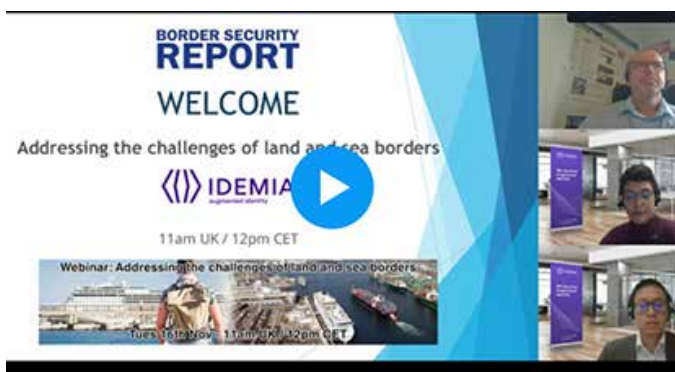 BORDER SECURITY
REPORT
WELCOME
Addressing the challenges of land and sea borders
IDEMIA
augmented identity
11am UK / 12pm CET
Webinar: Addressing the challenges of land and sea borders
Tues 16th Nov - 11am UK / 12pm CET